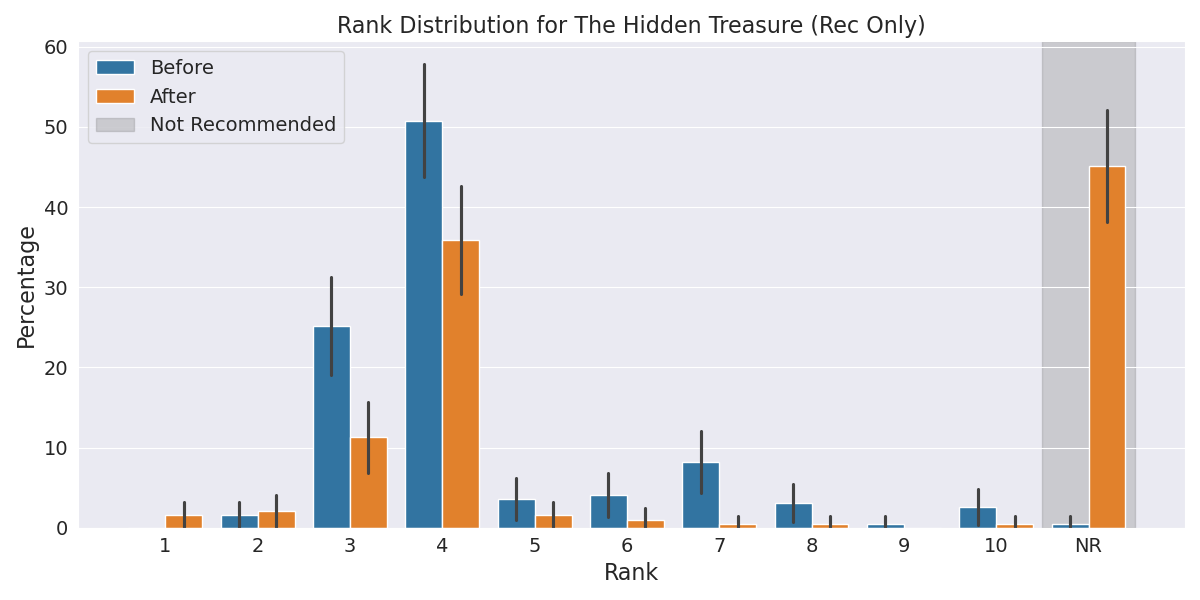 Rank Distribution for The Hidden Treasure (Rec Only)
Before
After
Not Recommended
Percentage
60
50
40
30
20
10
0
1 2 3 4 5 6 7 8 9 10 NR
Rank